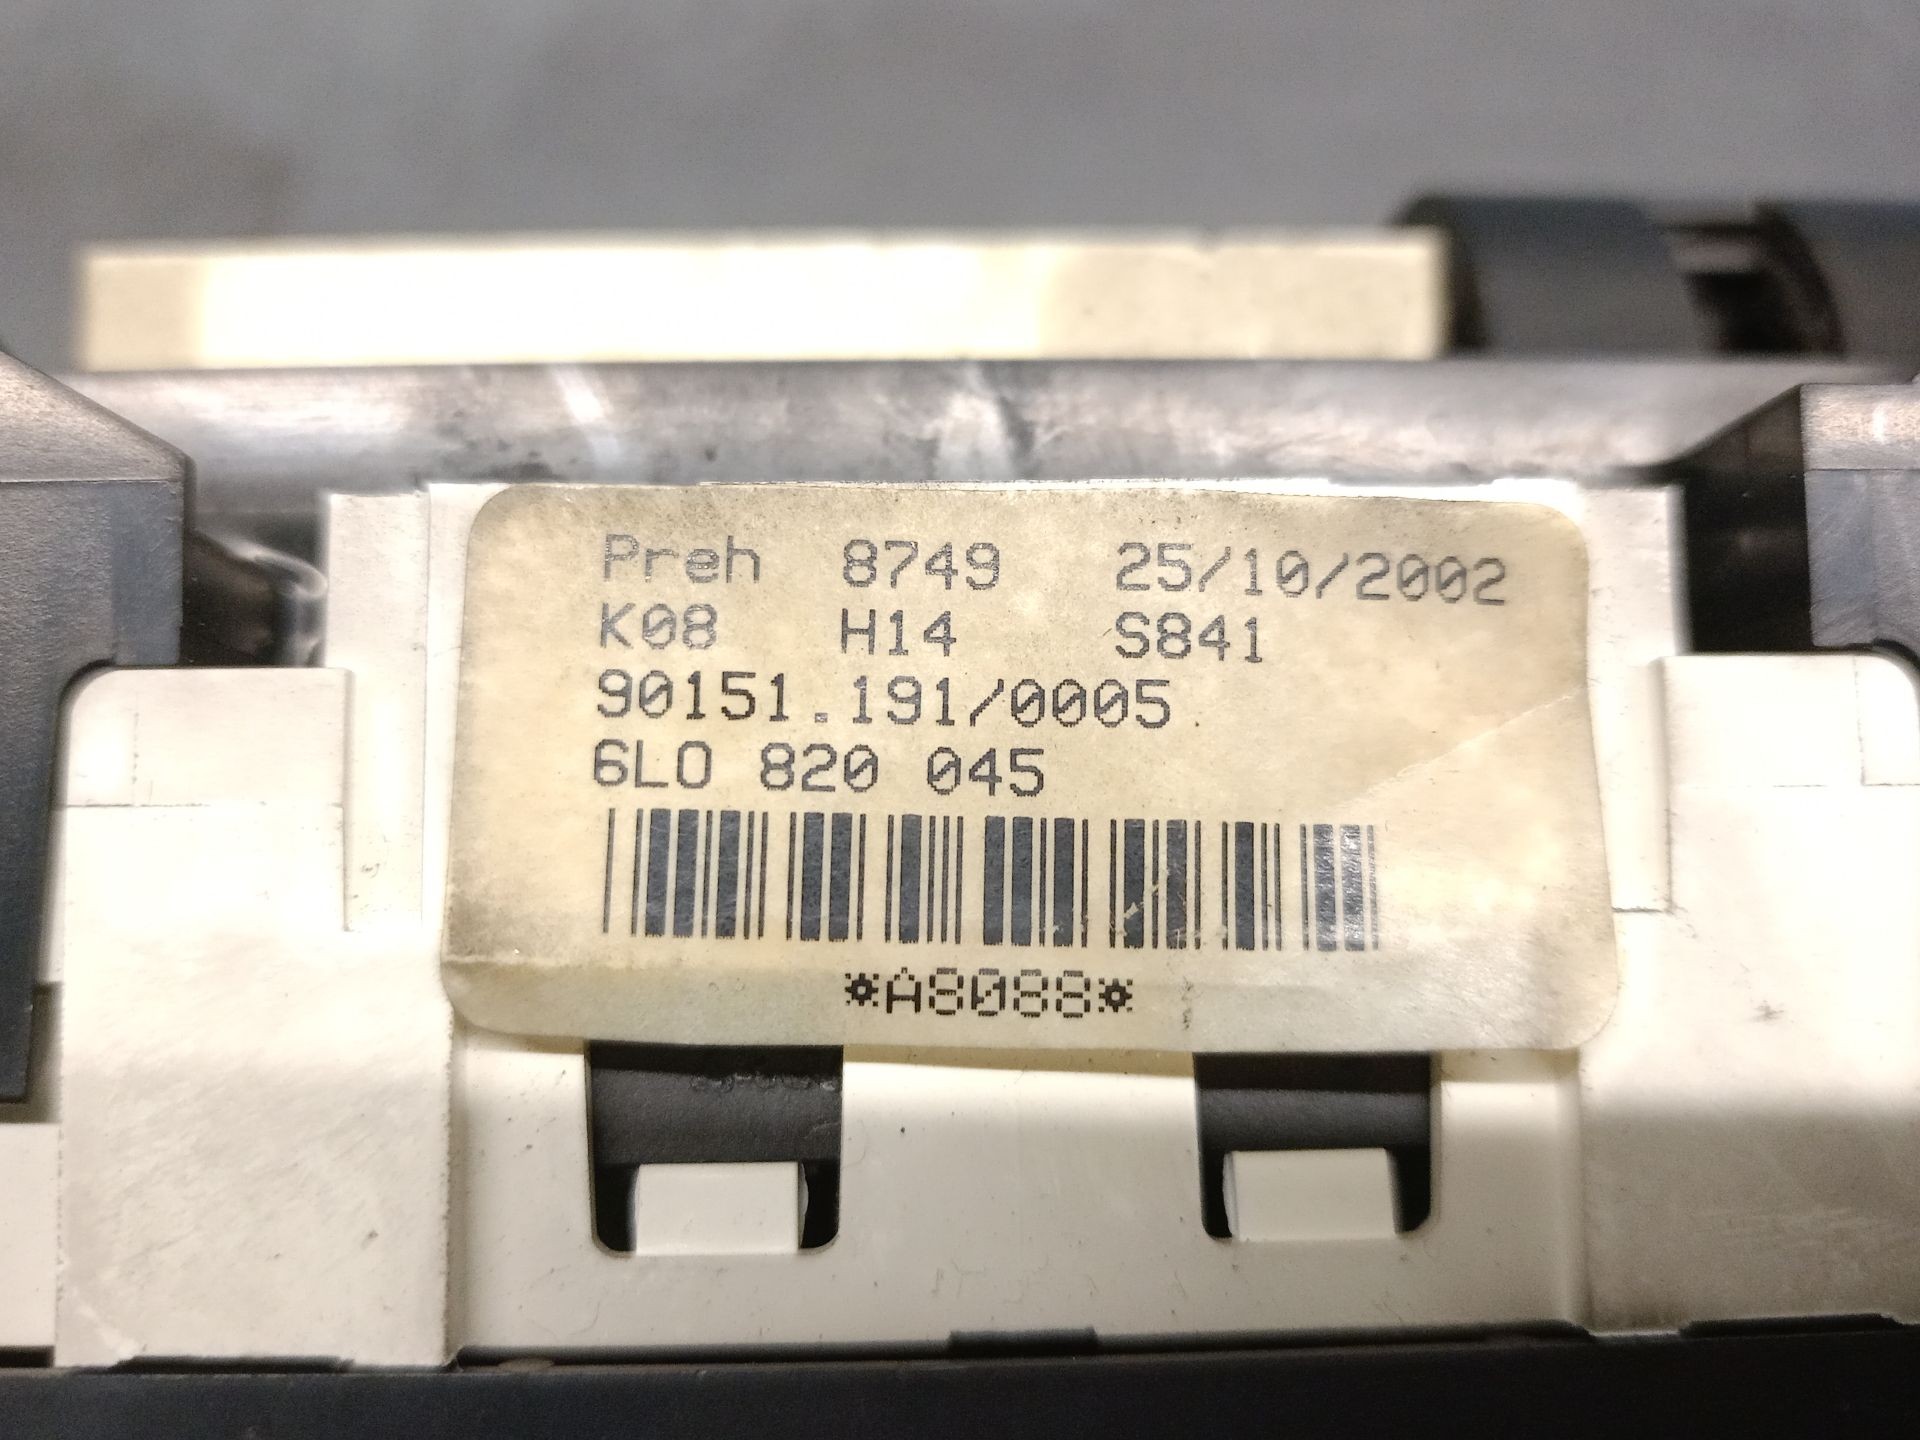 Preh 8749 25/10/2002
K08 H14 S841
90151.191/0005
6L0 820 045
*A8088*